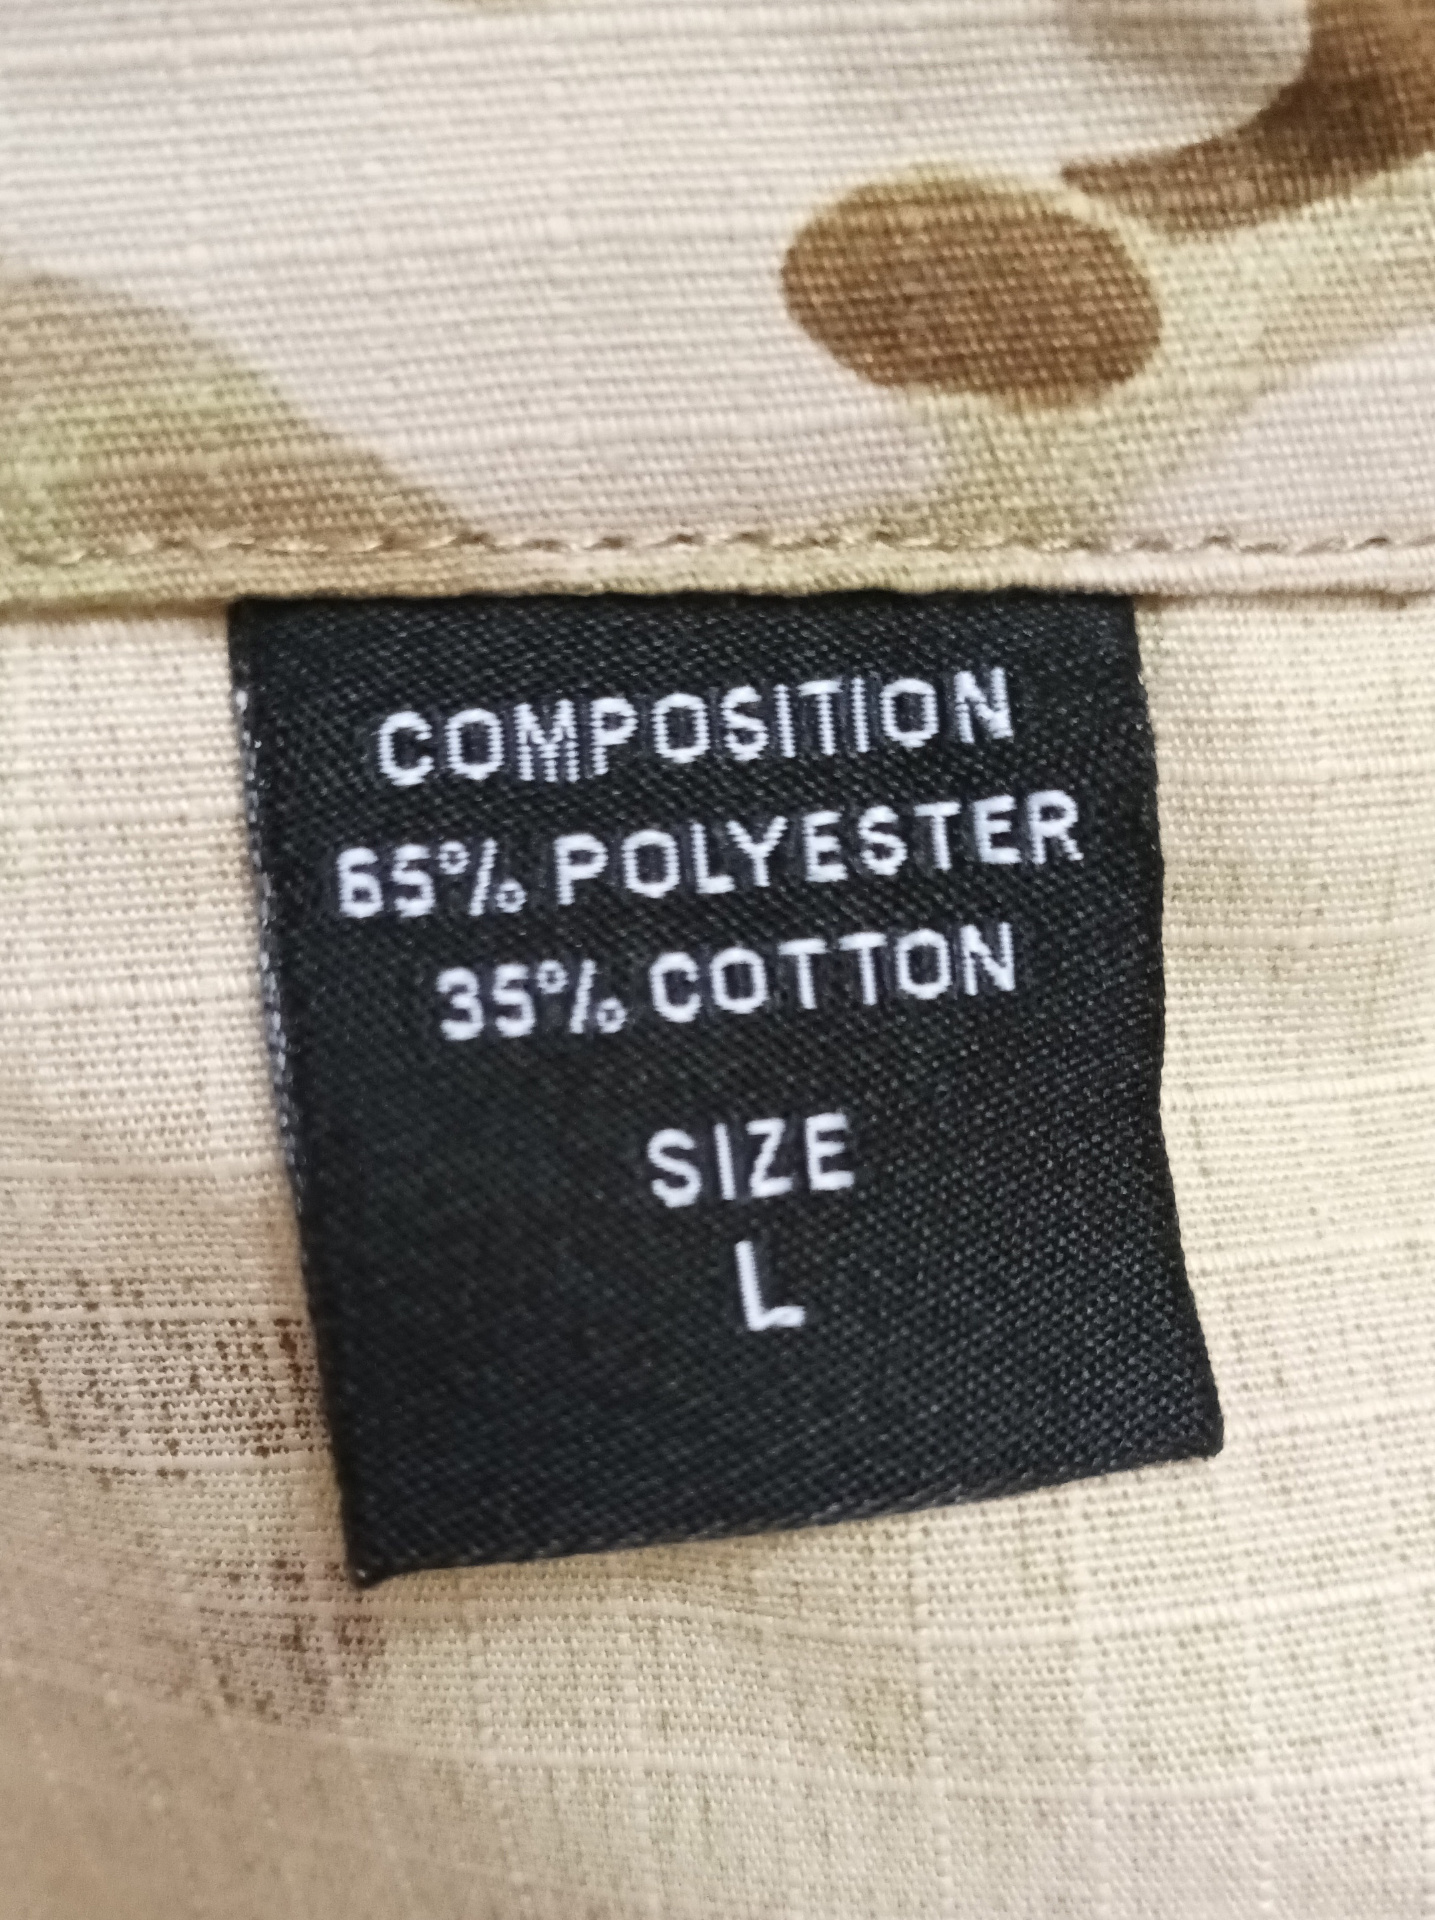 COMPOSITION
65% POLYESTER
35% COTTON
SIZE
L